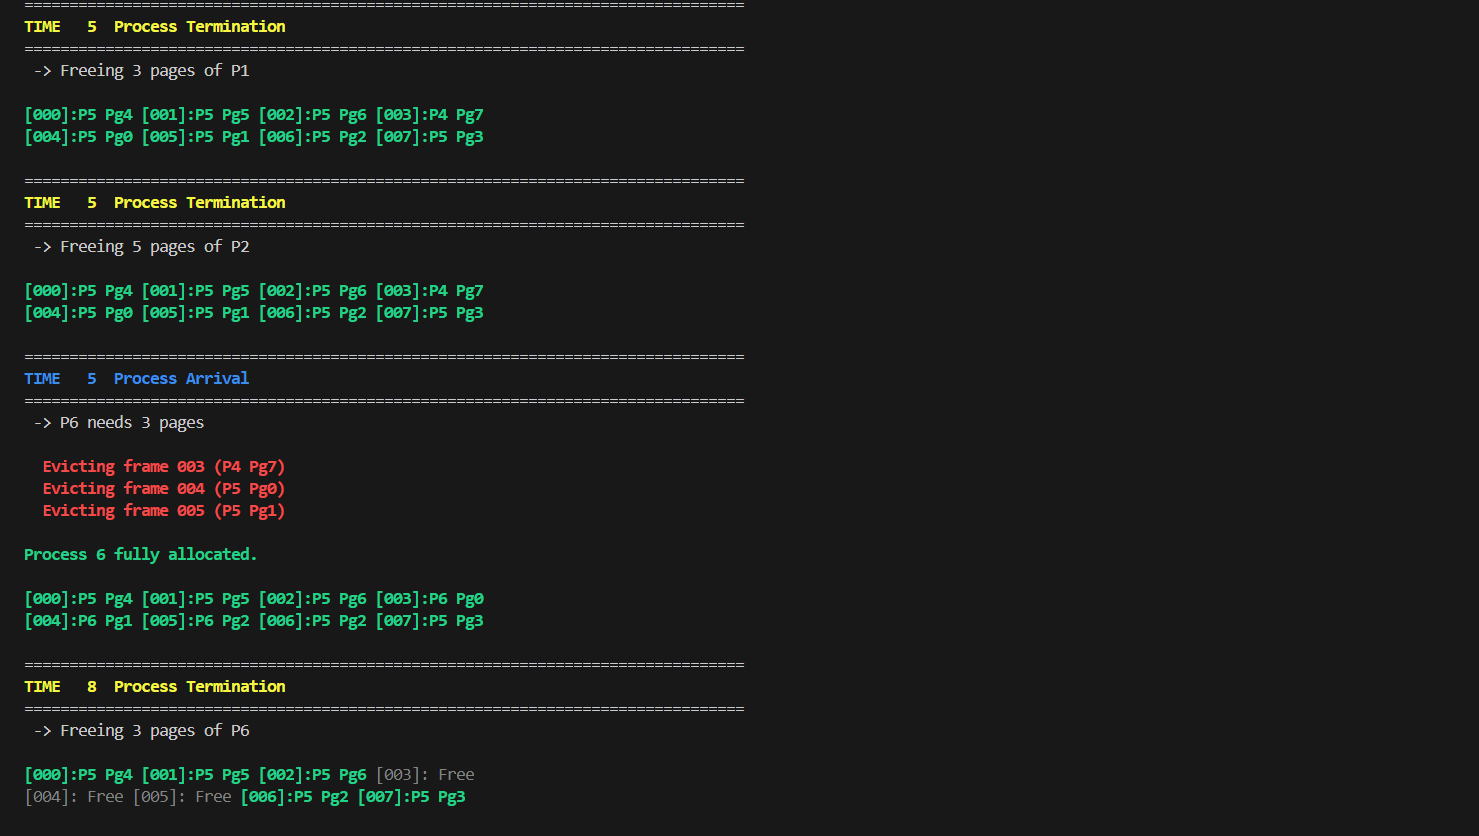 ================================================================================
TIME   5  Process Termination
================================================================================
 -> Freeing 3 pages of P1
[000]:P5 Pg4 [001]:P5 Pg5 [002]:P5 Pg6 [003]:P4 Pg7
[004]:P5 Pg0 [005]:P5 Pg1 [006]:P5 Pg2 [007]:P5 Pg3
================================================================================
TIME   5  Process Termination
================================================================================
 -> Freeing 5 pages of P2
[000]:P5 Pg4 [001]:P5 Pg5 [002]:P5 Pg6 [003]:P4 Pg7
[004]:P5 Pg0 [005]:P5 Pg1 [006]:P5 Pg2 [007]:P5 Pg3
================================================================================
TIME   5  Process Arrival
================================================================================
 -> P6 needs 3 pages
  Evicting frame 003 (P4 Pg7)
  Evicting frame 004 (P5 Pg0)
  Evicting frame 005 (P5 Pg1)
Process 6 fully allocated.
[000]:P5 Pg4 [001]:P5 Pg5 [002]:P5 Pg6 [003]:P6 Pg0
[004]:P6 Pg1 [005]:P6 Pg2 [006]:P5 Pg2 [007]:P5 Pg3
================================================================================
TIME   8  Process Termination
================================================================================
 -> Freeing 3 pages of P6
[000]:P5 Pg4 [001]:P5 Pg5 [002]:P5 Pg6 [003]: Free
[004]: Free [005]: Free [006]:P5 Pg2 [007]:P5 Pg3